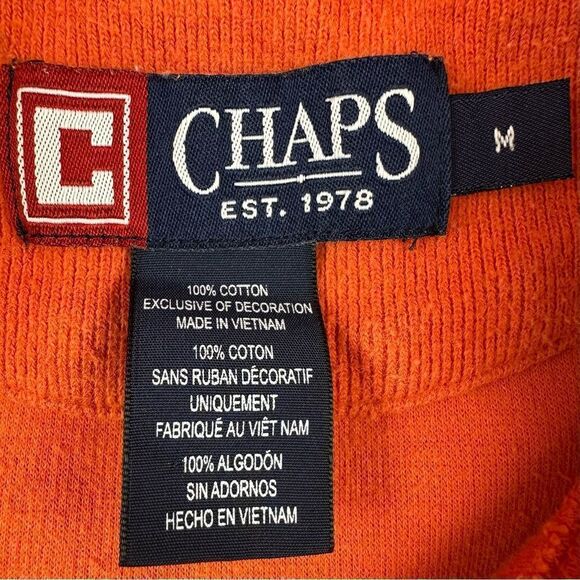 C
CHAPS
EST. 1978
M
100% COTTON
EXCLUSIVE OF DECORATION
MADE IN VIETNAM
100% COTON
SANS RUBAN DÉCORATIF
UNIQUEMENT
FABRIQUÉ AU VIÊT NAM
100% ALGODÓN
SIN ADORNOS
HECHO EN VIETNAM